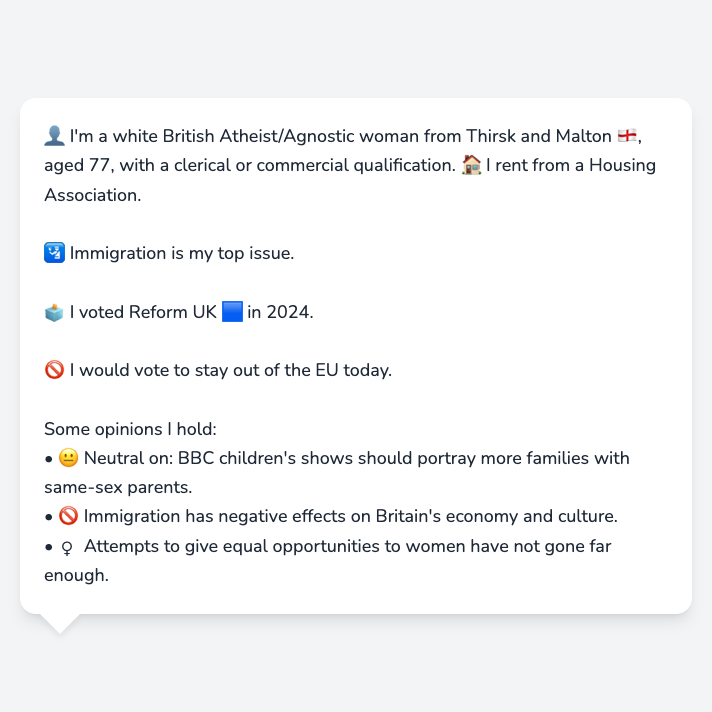 👤 I'm a white British Atheist/Agnostic woman from Thirsk and Malton 🏴󠁧󠁢󠁥󠁮󠁧󠁿,
aged 77, with a clerical or commercial qualification. 🏠 I rent from a Housing
Association.
🛂 Immigration is my top issue.
🗳️ I voted Reform UK 🟦 in 2024.
🚫 I would vote to stay out of the EU today.
Some opinions I hold:
• 😐 Neutral on: BBC children's shows should portray more families with
same-sex parents.
• 🚫 Immigration has negative effects on Britain's economy and culture.
• ♀ Attempts to give equal opportunities to women have not gone far
enough.